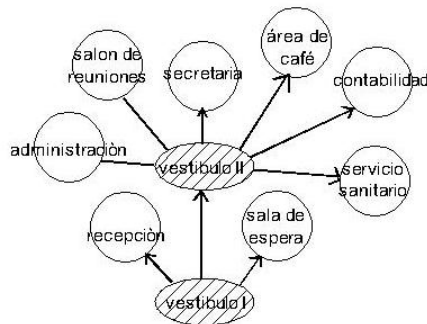 salon de
reuniones
secretaria
área de
café
contabilidad
administraciòn
vestibulo II
servicio
sanitario
recepciòn
sala de
espera
vestibulo I